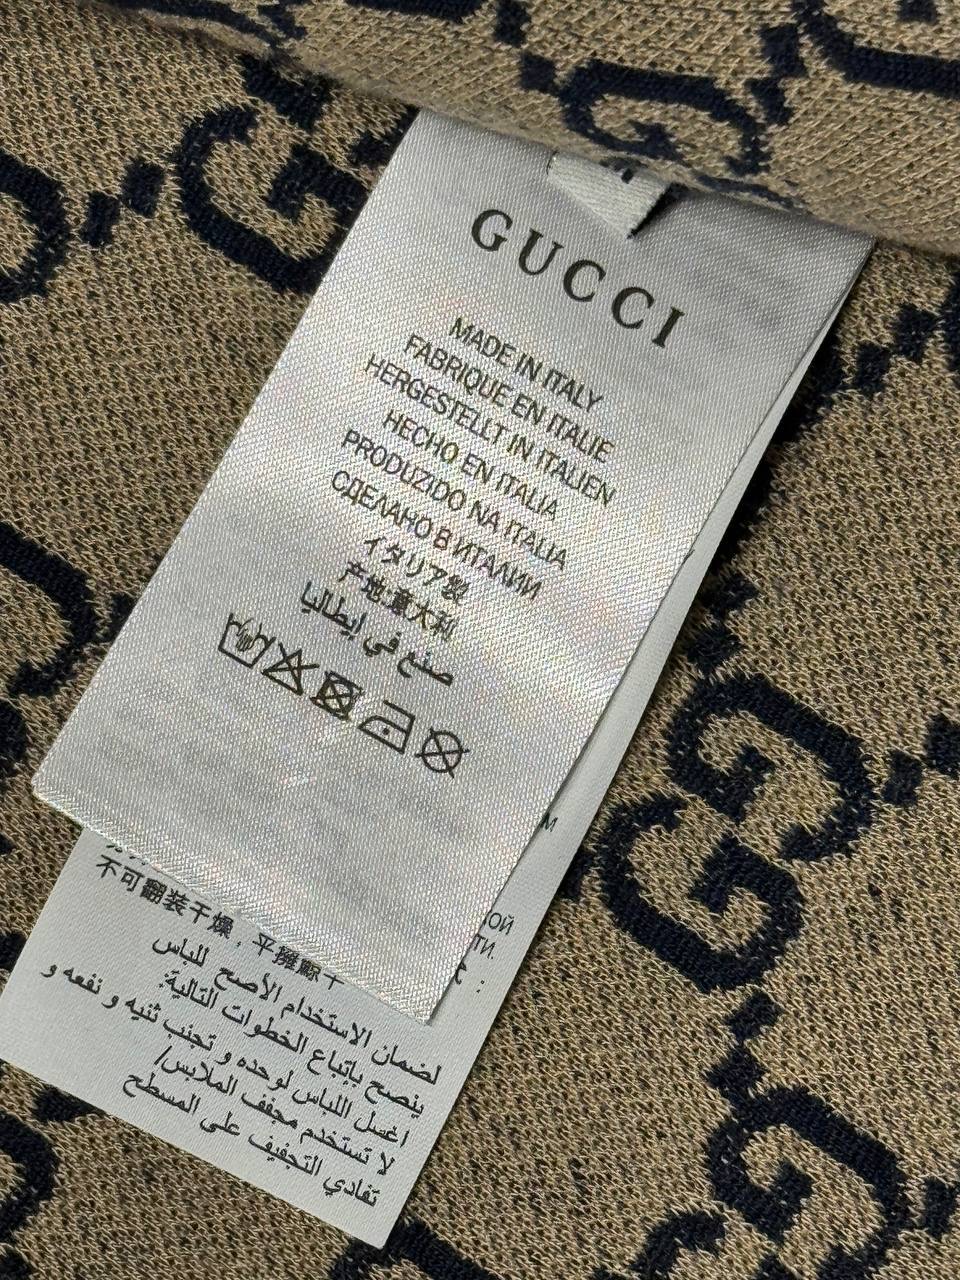 GUCCI
MADE IN ITALY
FABRIQUE EN ITALIE
HERGESTELLT IN ITALIEN
HECHO EN ITALIA
PRODUZIDO NA ITALIA
СДЕЛАНО В ИТАЛИИ
イタリア製
产地:意大利
صنع في إيطاليا
М
ОЙ
ТИ.
不可翻装干燥，平摊
لضمان الاستخدام الأصح للباس
ينصح بإتباع الخطوات التالية:
اغسل اللباس لوحده و تجنب ثنيه و نفعه و
لا تستخدم مجفف الملابس/
تفادي التجفيف على المسطح